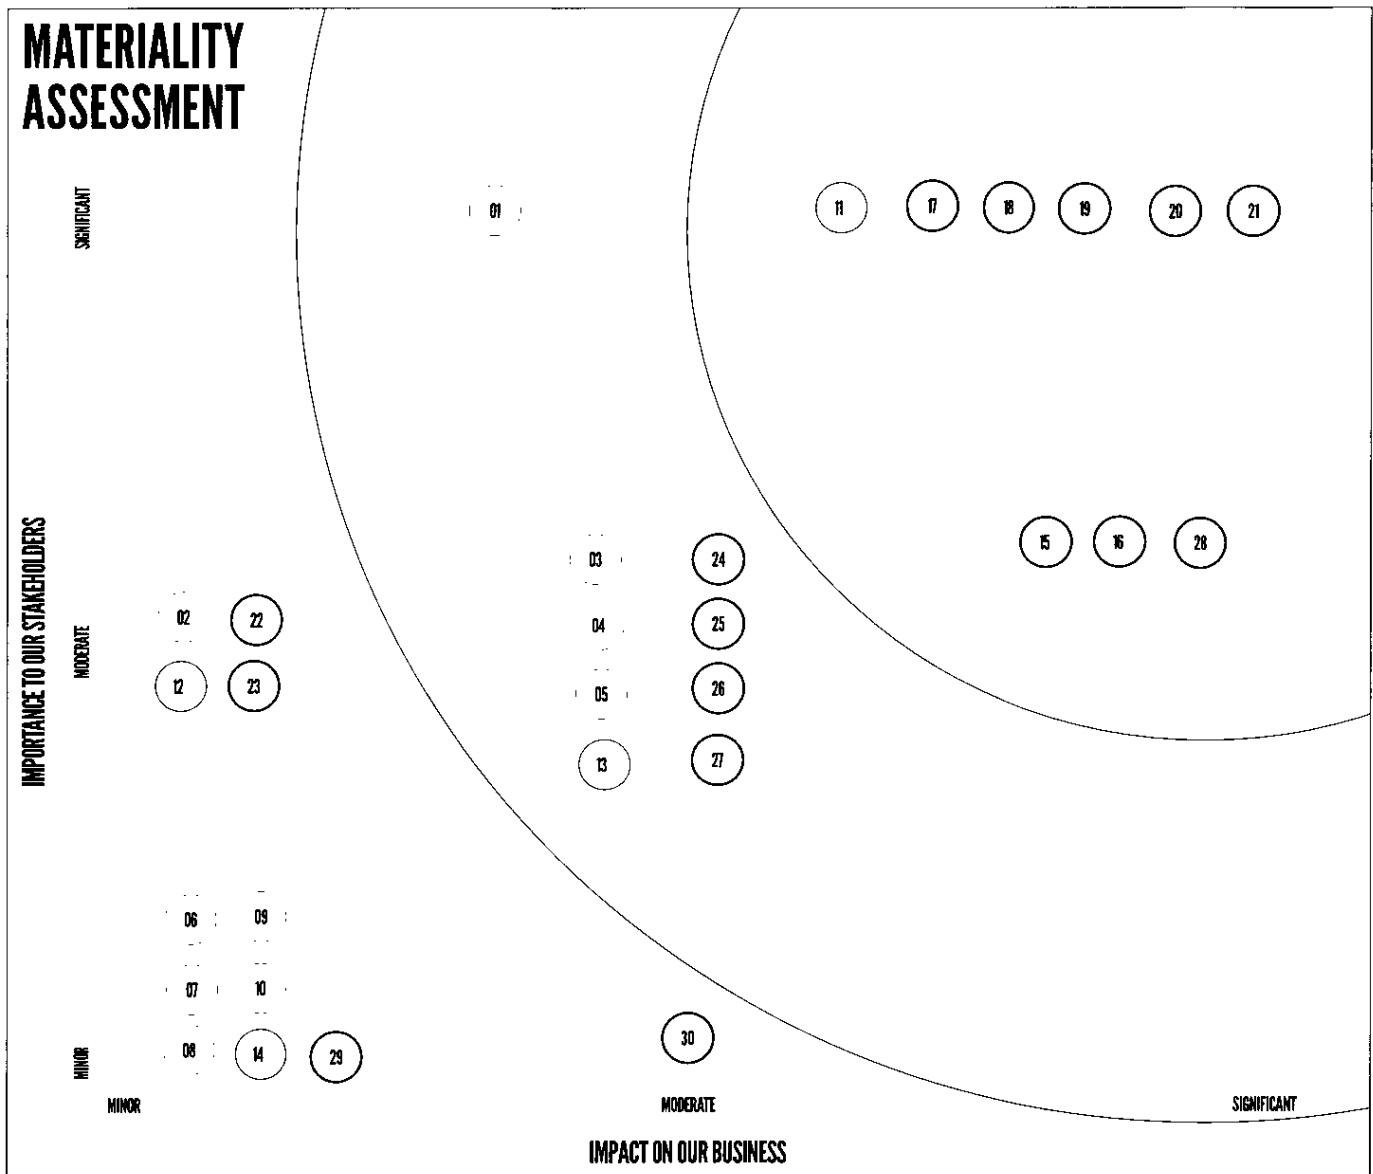 MATERIALITY
ASSESSMENT
SIGNIFICANT
01
11 17 18 19 20 21
IMPORTANCE TO OUR STAKEHOLDERS
MODERATE
15 16 28
03 24
02 22
04 25
12 23
05 26
13 27
06 09
07 10
08 14 29
30
MINOR
MINOR
MODERATE
SIGNIFICANT
IMPACT ON OUR BUSINESS